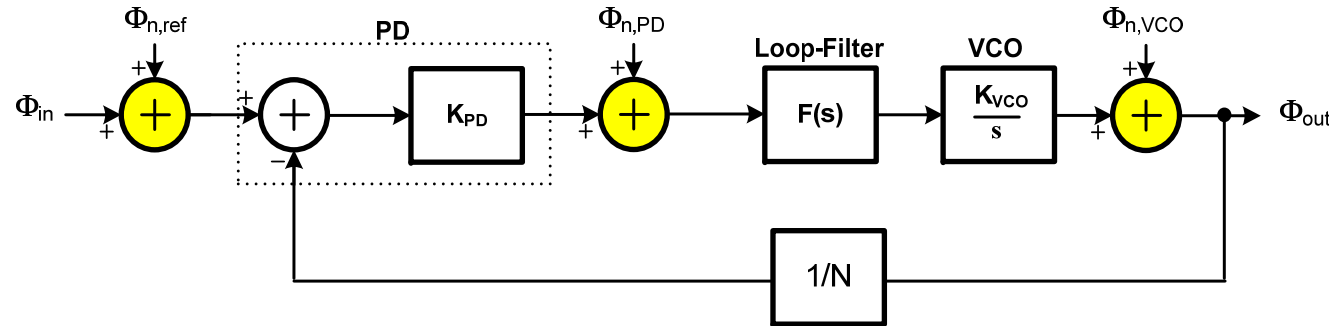 Φn,ref
PD
Φn,PD
Loop-Filter
VCO
Φn,VCO
Φin
+
+
+
+
−
+
KPD
+
+
+
F(s)
KVCO
s
+
+
+
Φout
1/N